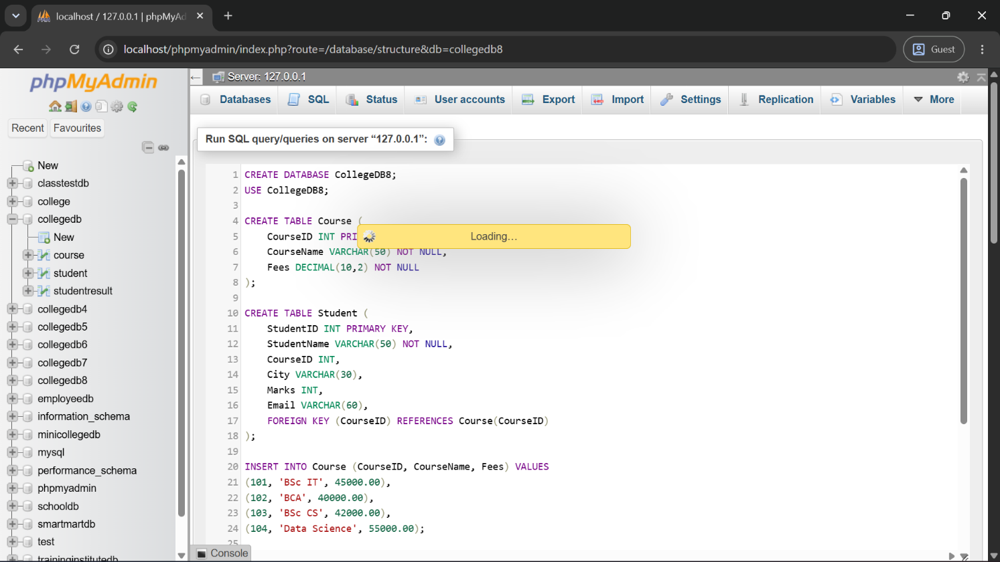 localhost / 127.0.0.1 | phpMyAd
localhost/phpmyadmin/index.php?route=/database/structure&db=collegedb8
Guest
phpMyAdmin
Recent
Favourites
New
classtestdb
college
collegedb
New
course
student
studentresult
collegedb4
collegedb5
collegedb6
collegedb7
collegedb8
employeedb
information_schema
minicollegedb
mysql
performance_schema
phpmyadmin
schooldb
smartmartdb
test
traininginstitutedb
Server: 127.0.0.1
Databases
SQL
Status
User accounts
Export
Import
Settings
Replication
Variables
More
Run SQL query/queries on server “127.0.0.1”:
1 CREATE DATABASE CollegeDB8;
2 USE CollegeDB8;
3
4 CREATE TABLE Course (
5 CourseID INT PRI
Loading…
6 CourseName VARCHAR(50) NOT NULL,
7 Fees DECIMAL(10,2) NOT NULL
8 );
9
10 CREATE TABLE Student (
11 StudentID INT PRIMARY KEY,
12 StudentName VARCHAR(50) NOT NULL,
13 CourseID INT,
14 City VARCHAR(30),
15 Marks INT,
16 Email VARCHAR(60),
17 FOREIGN KEY (CourseID) REFERENCES Course(CourseID)
18 );
19
20 INSERT INTO Course (CourseID, CourseName, Fees) VALUES
21 (101, 'BSc IT', 45000.00),
22 (102, 'BCA', 40000.00),
23 (103, 'BSc CS', 42000.00),
24 (104, 'Data Science', 55000.00);
25
Console